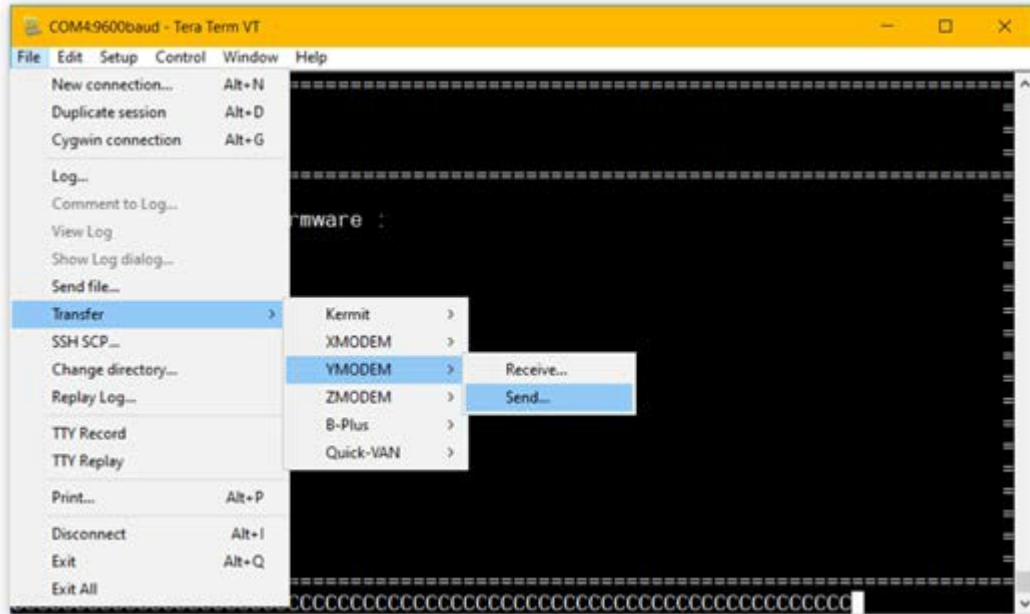 COM4:9600baud - Tera Term VT
File Edit Setup Control Window Help
New connection... Alt+N
Duplicate session Alt+D
Cygwin connection Alt+G
Log...
Comment to Log...
View Log
rmware :
Show Log dialog...
Send file...
Transfer >
Kermit >
SSH SCP...
XMODEM >
Change directory...
YMODEM >
Receive...
Replay Log...
ZMODEM >
Send...
B-Plus >
TTY Record
Quick-VAN >
TTY Replay
Print... Alt+P
Disconnect Alt+I
Exit Alt+Q
Exit All